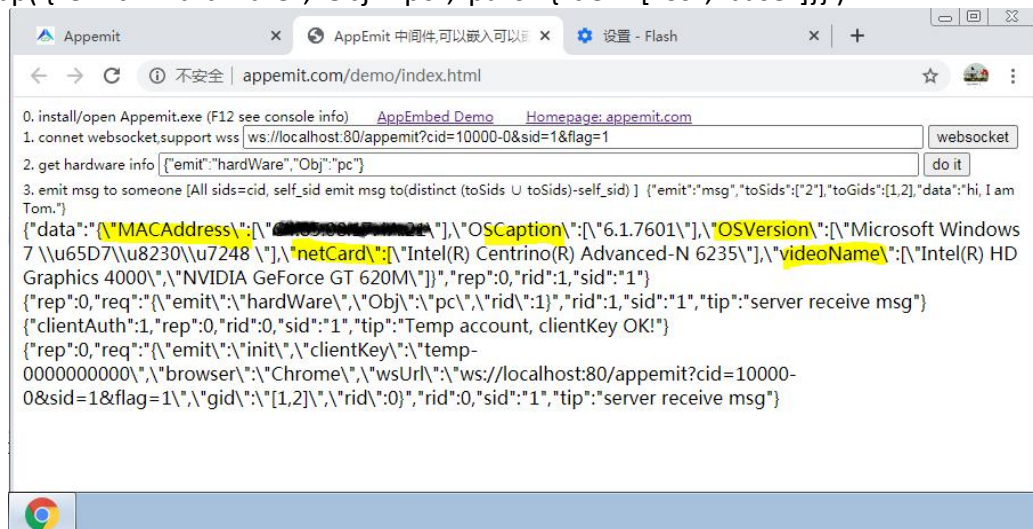 Appemit
AppEmit 中间件,可以嵌入可以
设置 - Flash
不安全 | appemit.com/demo/index.html
0. install/open Appemit.exe (F12 see console info) AppEmbed Demo Homepage: appemit.com
1. connet websocket,support wss ws://localhost:80/appemit?cid=10000-0&sid=1&flag=1 websocket
2. get hardware info {"emit":"hardWare","Obj":"pc"} do it
3. emit msg to someone [All sids=cid, self_sid emit msg to(distinct (toSids ∪ toSids)-self_sid) ] {"emit":"msg","toSids":["2"],"toGids":[1,2],"data":"hi, I am
Tom."}
{"data":"{\"MACAddress\":[\"\"],\"OSCaption\":[\"6.1.7601\"],\"OSVersion\":[\"Microsoft Windows
7 \\u65D7\\u8230\\u7248 \"],\"netCard\":[\"Intel(R) Centrino(R) Advanced-N 6235\"],\"videoName\":[\"Intel(R) HD
Graphics 4000\",\"NVIDIA GeForce GT 620M\"]}","rep":0,"rid":1,"sid":"1"}
{"rep":0,"req":"{\"emit\":\"hardWare\",\"Obj\":\"pc\",\"rid\":1}","rid":1,"sid":"1","tip":"server receive msg"}
{"clientAuth":1,"rep":0,"rid":0,"sid":"1","tip":"Temp account, clientKey OK!"}
{"rep":0,"req":"{\"emit\":\"init\",\"clientKey\":\"temp-
0000000000\",\"browser\":\"Chrome\",\"wsUrl\":\"ws://localhost:80/appemit?cid=10000-
0&sid=1&flag=1\",\"gid\":\"[1,2]\",\"rid\":0}","rid":0,"sid":"1","tip":"server receive msg"}